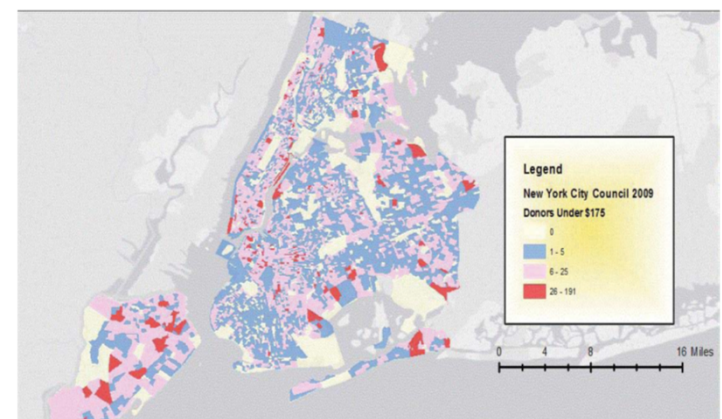 Legend
New York City Council 2009
Donors Under $175
0
1 - 5
6 - 25
26 - 191
0 4 8 16 Miles